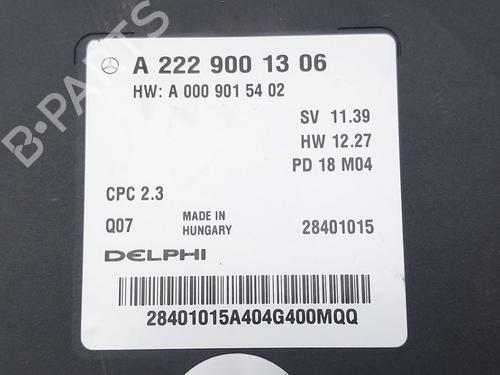 A 222 900 13 06
HW: A 000 901 54 02
SV 11.39
HW 12.27
PD 18 M04
CPC 2.3
Q07 MADE IN HUNGARY 28401015
DELPHI
28401015A404G400MQQ
B-PARTS